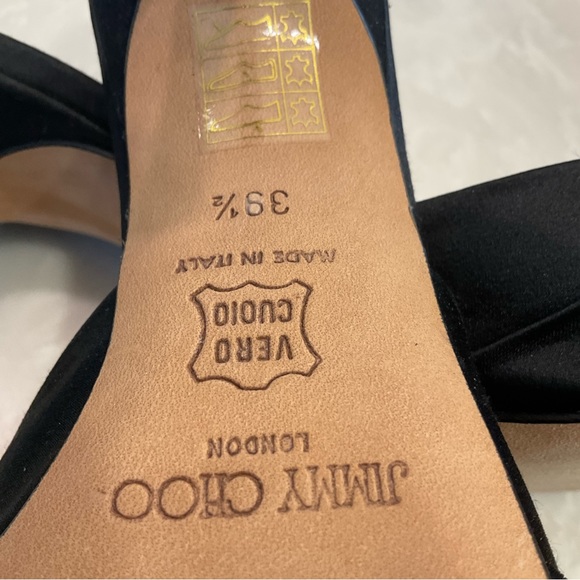 JIMMY CHOO
LONDON
VERO
CUOIO
MADE IN ITALY
39½